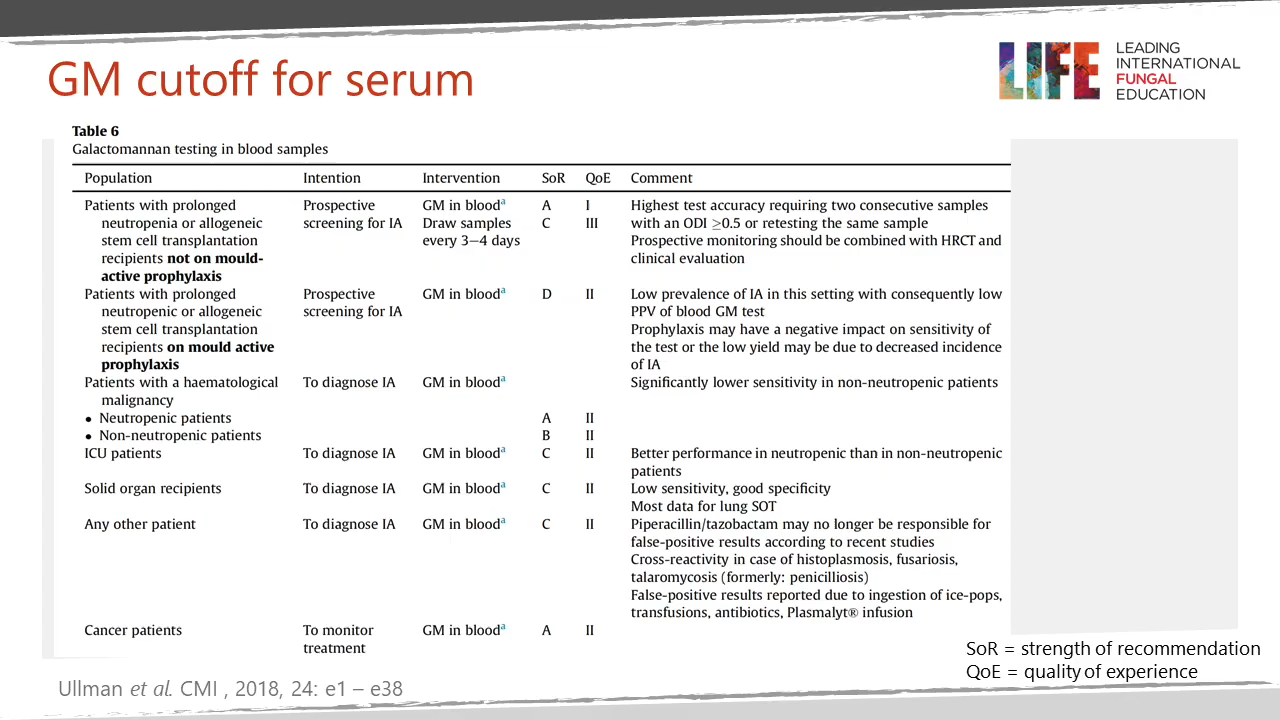 GM cutoff for serum
LIFE
LEADING
INTERNATIONAL
FUNGAL
EDUCATION
Table 6
Galactomannan testing in blood samples
Population Intention Intervention SoR QoE Comment
Patients with prolonged Prospective GM in bloodᵃ A I Highest test accuracy requiring two consecutive samples
neutropenia or allogeneic screening for IA Draw samples C III with an ODI ≥0.5 or retesting the same sample
stem cell transplantation every 3–4 days Prospective monitoring should be combined with HRCT and
recipients not on mould- clinical evaluation
active prophylaxis
Patients with prolonged Prospective GM in bloodᵃ D II Low prevalence of IA in this setting with consequently low
neutropenic or allogeneic screening for IA PPV of blood GM test
stem cell transplantation Prophylaxis may have a negative impact on sensitivity of
recipients on mould active the test or the low yield may be due to decreased incidence
prophylaxis of IA
Patients with a haematological To diagnose IA GM in bloodᵃ Significantly lower sensitivity in non-neutropenic patients
malignancy
• Neutropenic patients A II
• Non-neutropenic patients B II
ICU patients To diagnose IA GM in bloodᵃ C II Better performance in neutropenic than in non-neutropenic
patients
Solid organ recipients To diagnose IA GM in bloodᵃ C II Low sensitivity, good specificity
Most data for lung SOT
Any other patient To diagnose IA GM in bloodᵃ C II Piperacillin/tazobactam may no longer be responsible for
false-positive results according to recent studies
Cross-reactivity in case of histoplasmosis, fusariosis,
talaromycosis (formerly: penicilliosis)
False-positive results reported due to ingestion of ice-pops,
transfusions, antibiotics, Plasmalyt® infusion
Cancer patients To monitor GM in bloodᵃ A II
treatment
SoR = strength of recommendation
QoE = quality of experience
Ullman et al. CMI , 2018, 24: e1 – e38